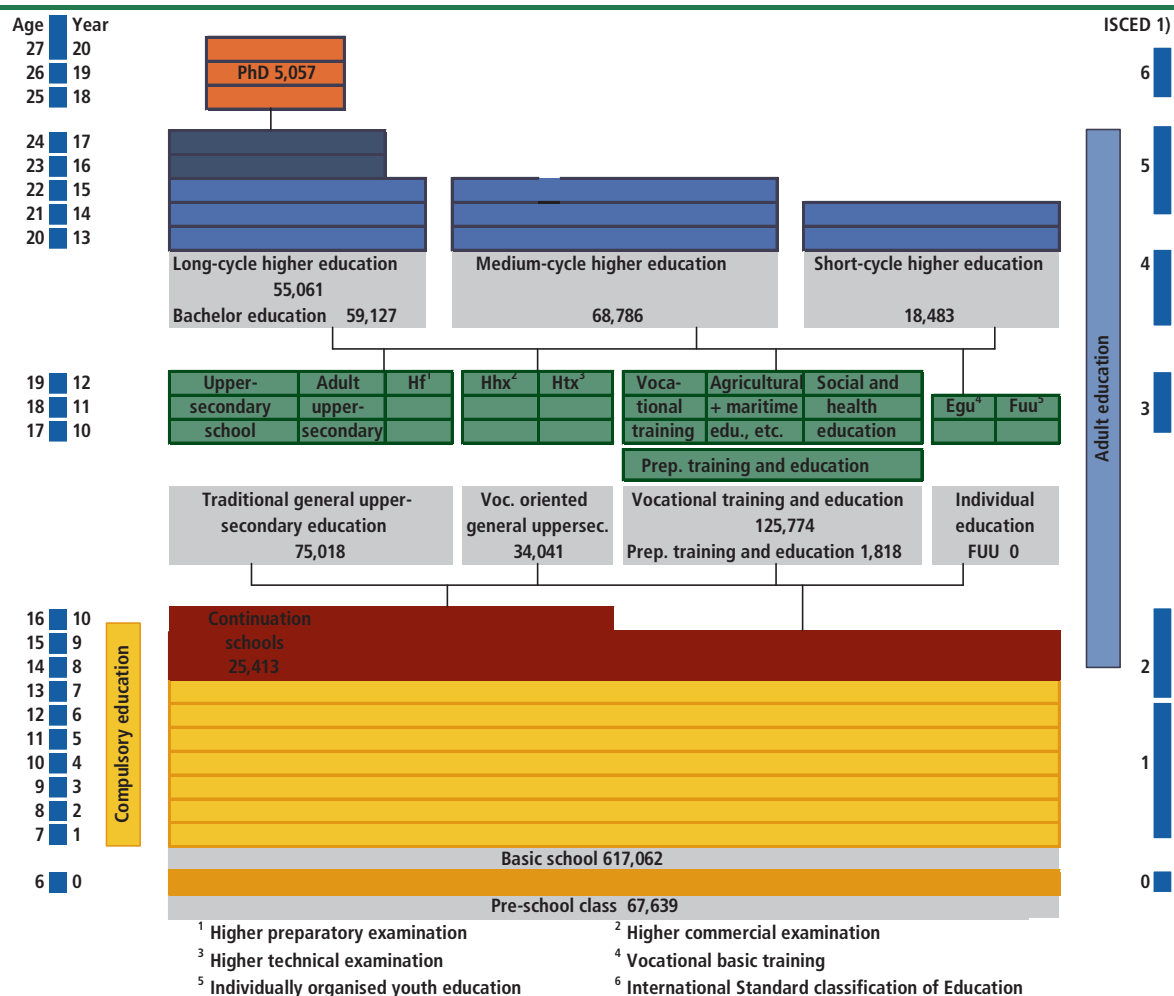 Age Year
ISCED 1)
27 20
26 19
25 18
PhD 5,057
6
24 17
23 16
22 15
21 14
20 13
5
Long-cycle higher education
55,061
Bachelor education 59,127
Medium-cycle higher education
68,786
Short-cycle higher education
18,483
4
Adult education
19 12
18 11
17 10
Upper-
secondary
school
Adult
upper-
secondary
Hf¹
Hhx²
Htx³
Voca-
tional
training
Agricultural
+ maritime
edu., etc.
Social and
health
education
Egu⁴
Fuu⁵
3
Prep. training and education
Traditional general upper-
secondary education
75,018
Voc. oriented
general uppersec.
34,041
Vocational training and education
125,774
Prep. training and education 1,818
Individual
education
FUU 0
16 10
15 9
14 8
13 7
12 6
11 5
10 4
9 3
8 2
7 1
Compulsory education
Continuation
schools
25,413
2
1
Basic school 617,062
6 0
0
Pre-school class 67,639
¹ Higher preparatory examination
² Higher commercial examination
³ Higher technical examination
⁴ Vocational basic training
⁵ Individually organised youth education
⁶ International Standard classification of Education